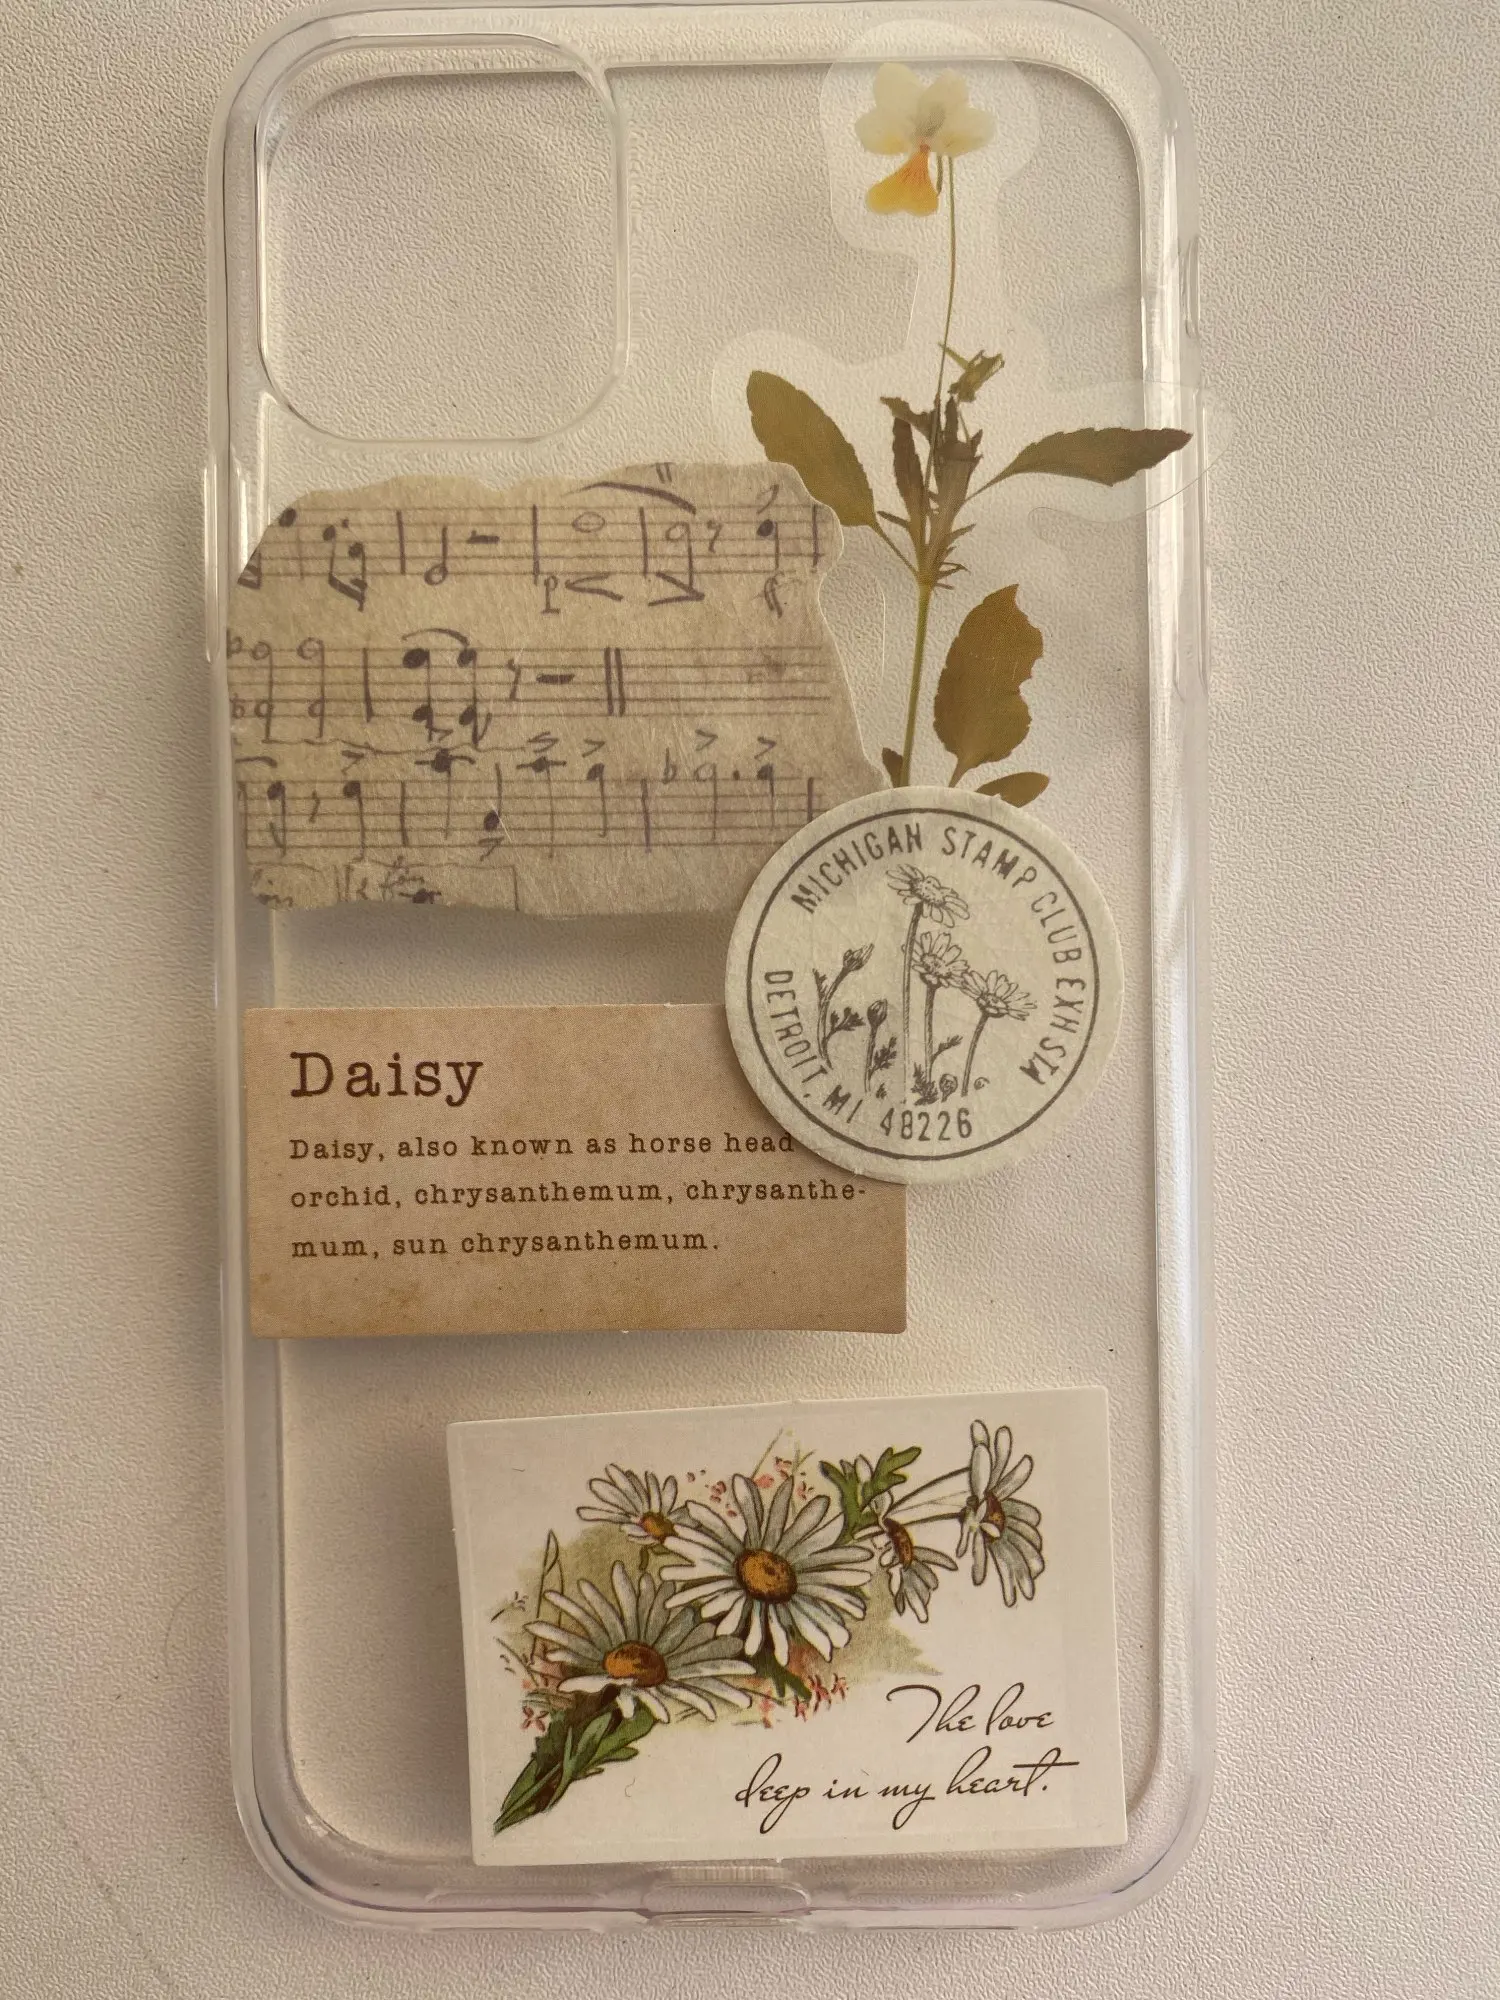 MICHIGAN STAMP CLUB EXH STA
DETROIT, MI 48226
Daisy
Daisy, also known as horse head
orchid, chrysanthemum, chrysanthe-
mum, sun chrysanthemum.
The love
deep in my heart.